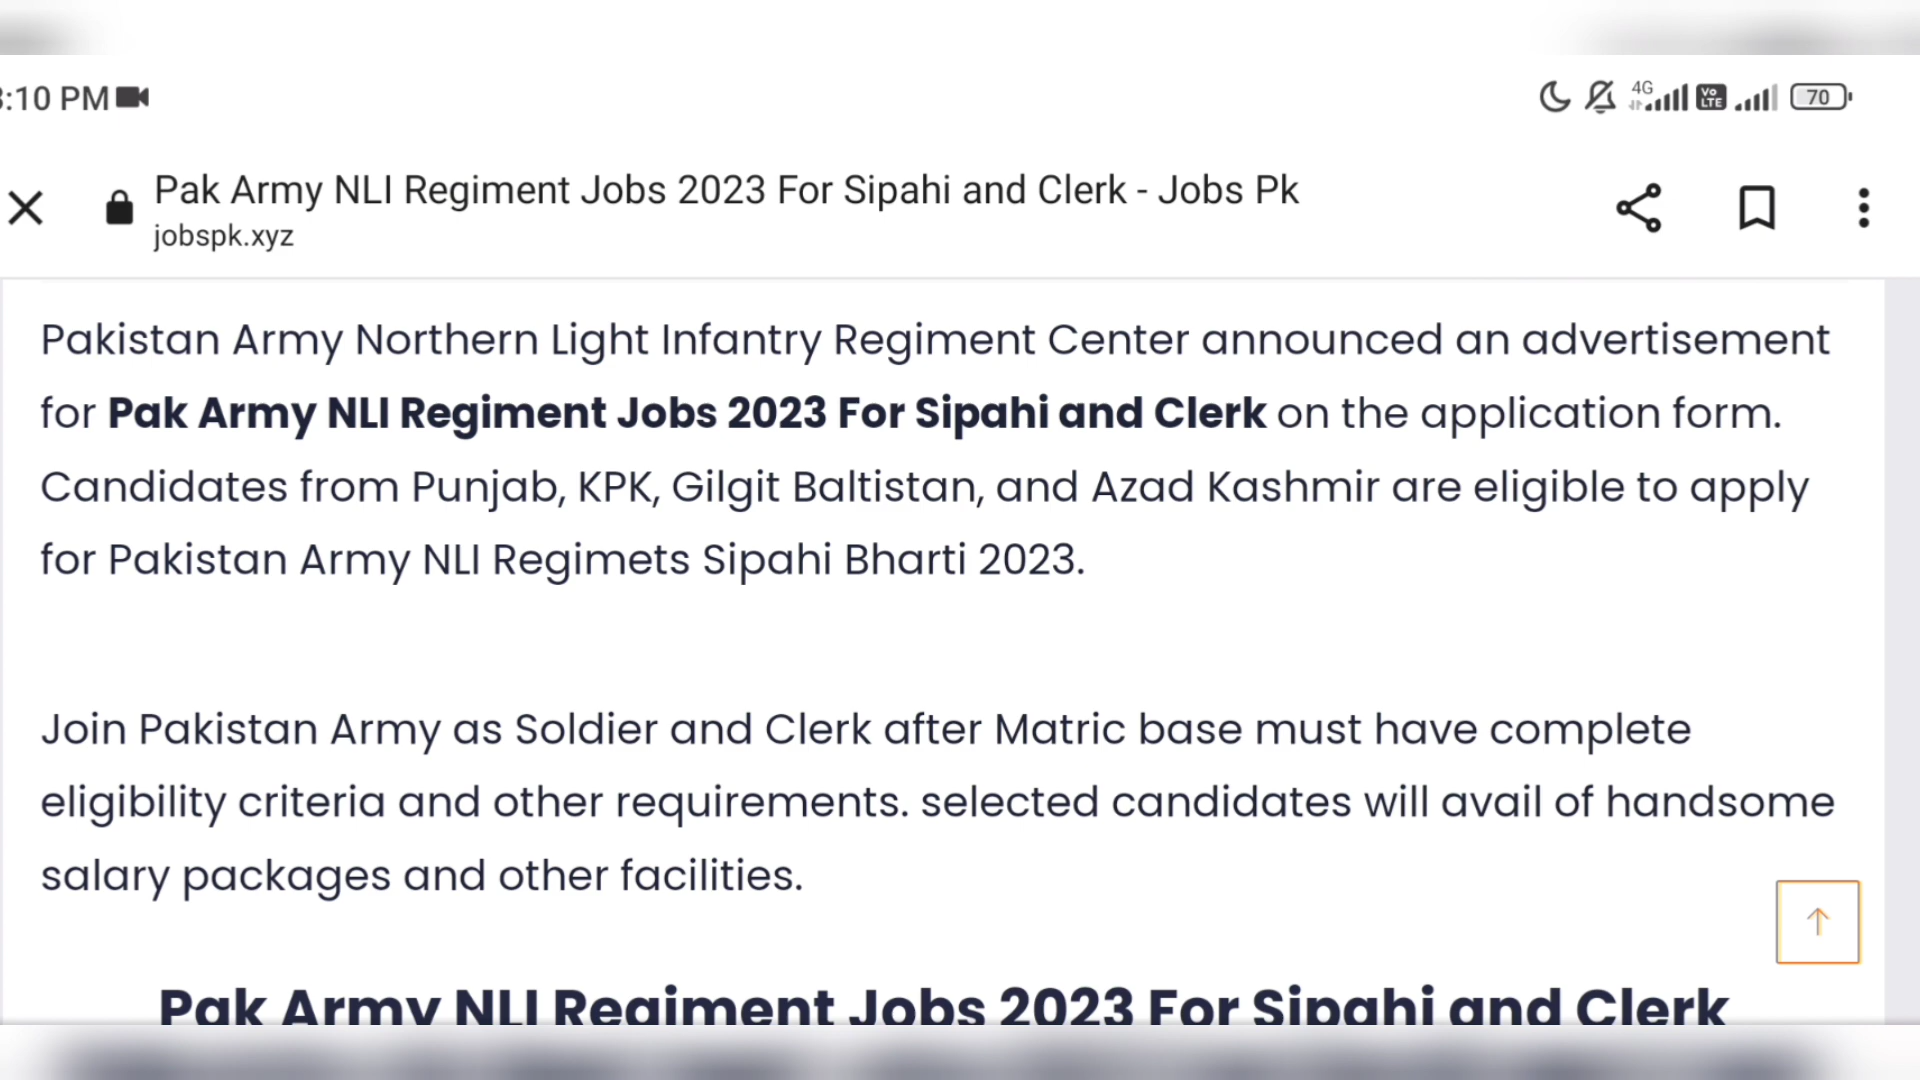 :10 PM
4G
Vo
LTE
70
Pak Army NLI Regiment Jobs 2023 For Sipahi and Clerk - Jobs Pk
jobspk.xyz
Pakistan Army Northern Light Infantry Regiment Center announced an advertisement
for Pak Army NLI Regiment Jobs 2023 For Sipahi and Clerk on the application form.
Candidates from Punjab, KPK, Gilgit Baltistan, and Azad Kashmir are eligible to apply
for Pakistan Army NLI Regimets Sipahi Bharti 2023.
Join Pakistan Army as Soldier and Clerk after Matric base must have complete
eligibility criteria and other requirements. selected candidates will avail of handsome
salary packages and other facilities.
Pak Army NLI Regiment Jobs 2023 For Sipahi and Clerk